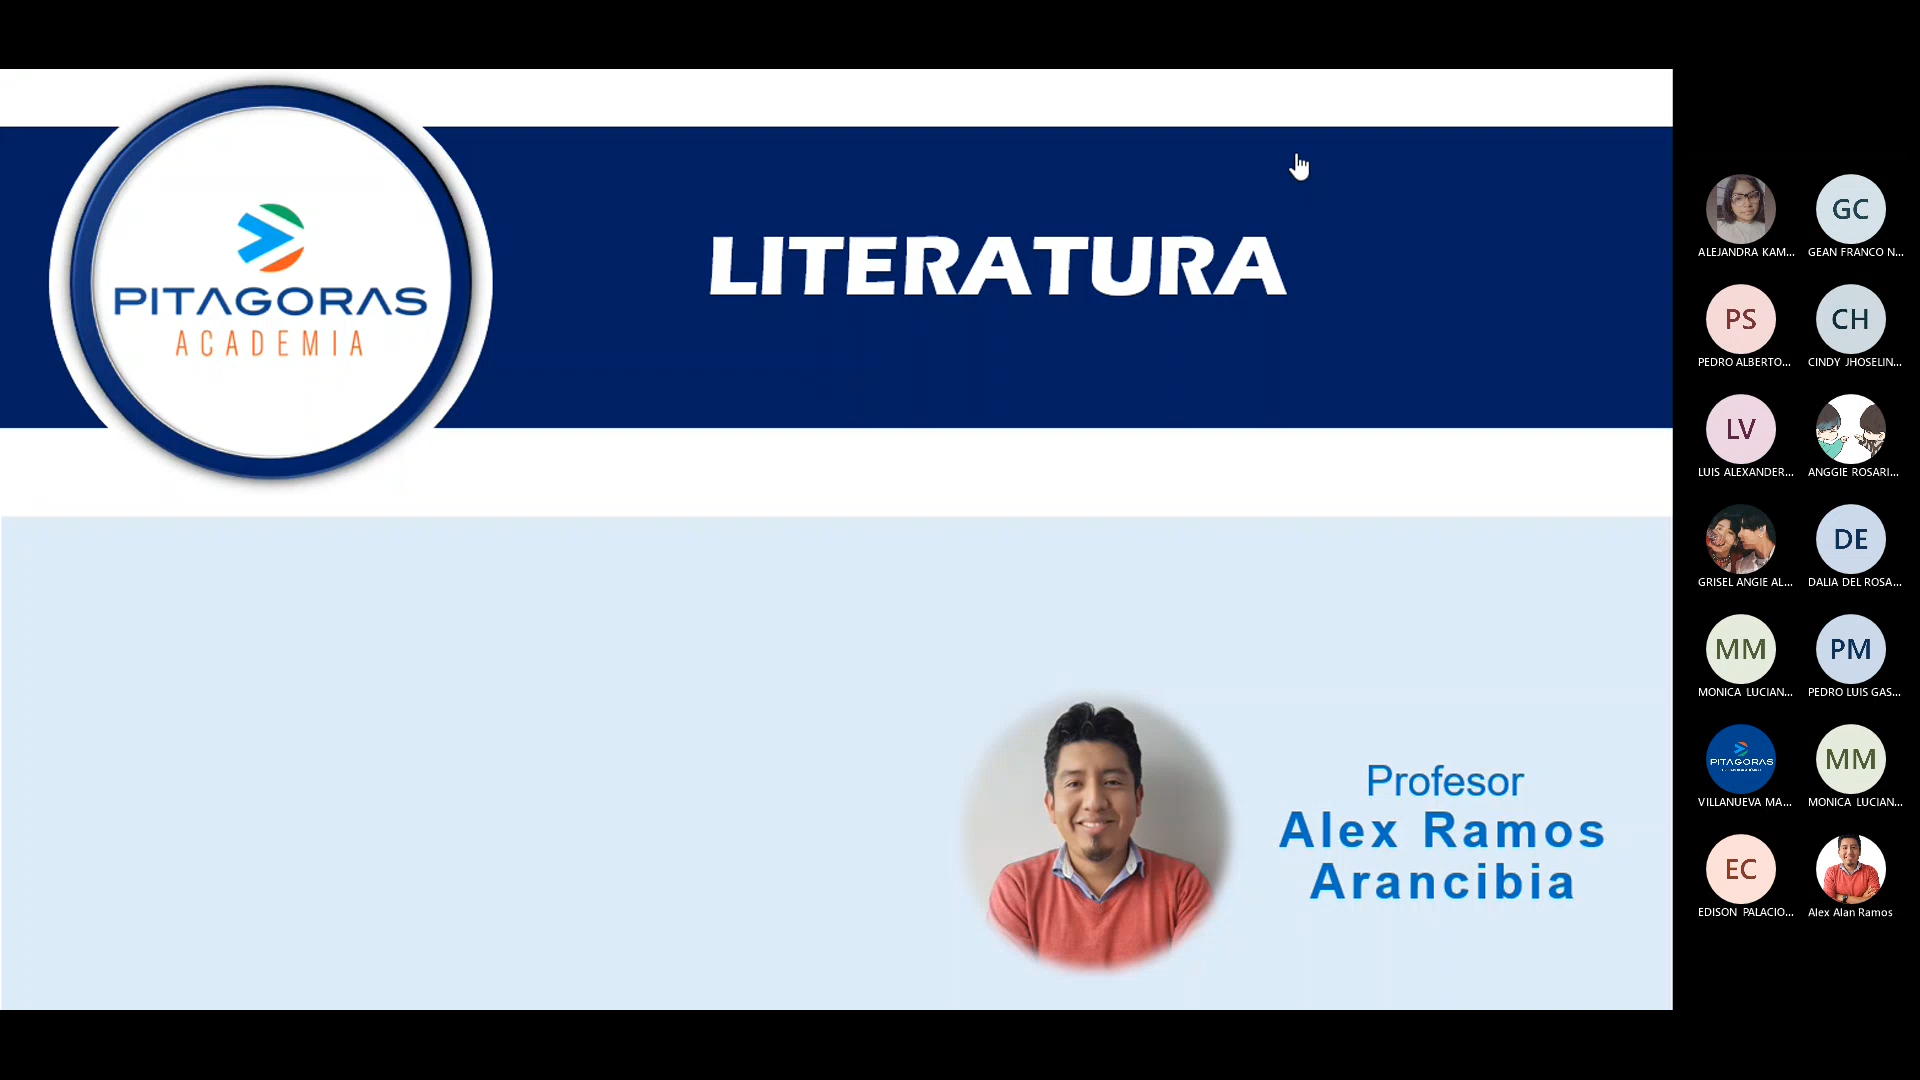 PITAGORAS
ACADEMIA
LITERATURA
Profesor
Alex Ramos
Arancibia
ALEJANDRA KAM...
GC
GEAN FRANCO N...
PS
PEDRO ALBERTO...
CH
CINDY JHOSELIN...
LV
LUIS ALEXANDER...
ANGGIE ROSARI...
GRISEL ANGIE AL...
DE
DALIA DEL ROSA...
MM
MONICA LUCIAN...
PM
PEDRO LUIS GAS...
PITAGORAS
VILLANUEVA MA...
MM
MONICA LUCIAN...
EC
EDISON PALACIO...
Alex Alan Ramos